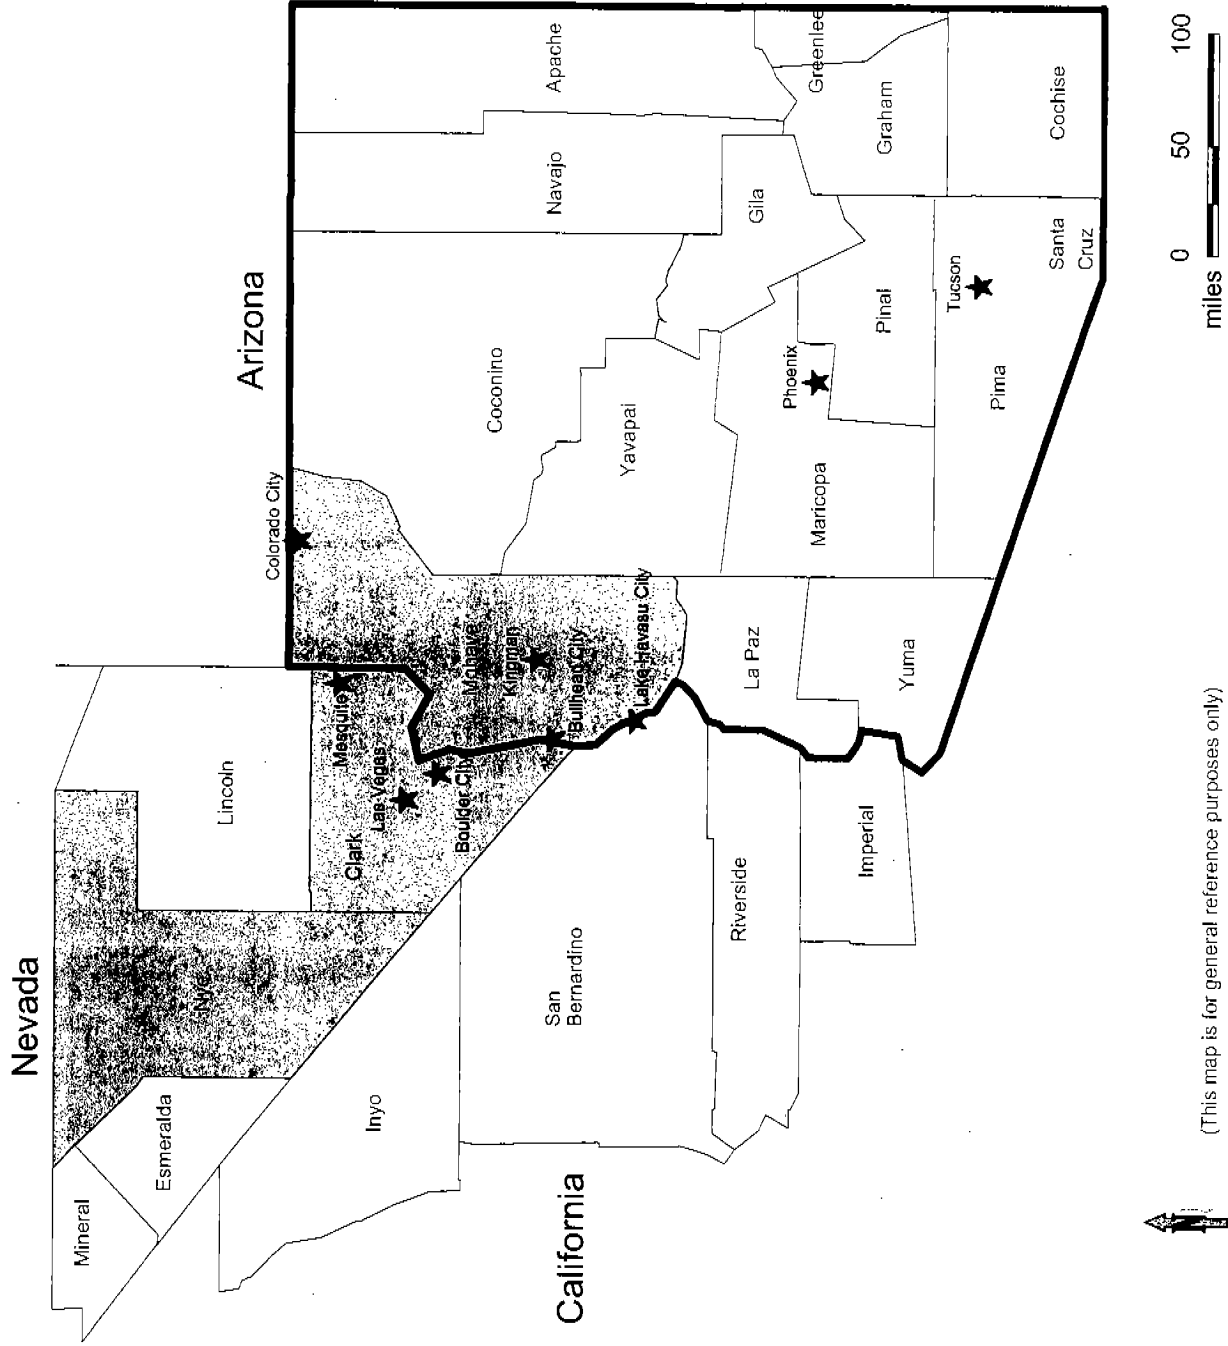 Nevada
Arizona
California
Mineral
Esmeralda
Nye
Lincoln
Clark
Las Vegas
Mesquite
Boulder City
Inyo
San
Bernardino
Riverside
Imperial
Colorado City
Mohave
Kingman
Bullhead City
Lake Havasu City
Coconino
Navajo
Apache
Yavapai
Gila
Greenlee
Graham
La Paz
Maricopa
Phoenix
Pinal
Yuma
Pima
Tucson
Santa
Cruz
Cochise
N
(This map is for general reference purposes only)
0 50 100
miles